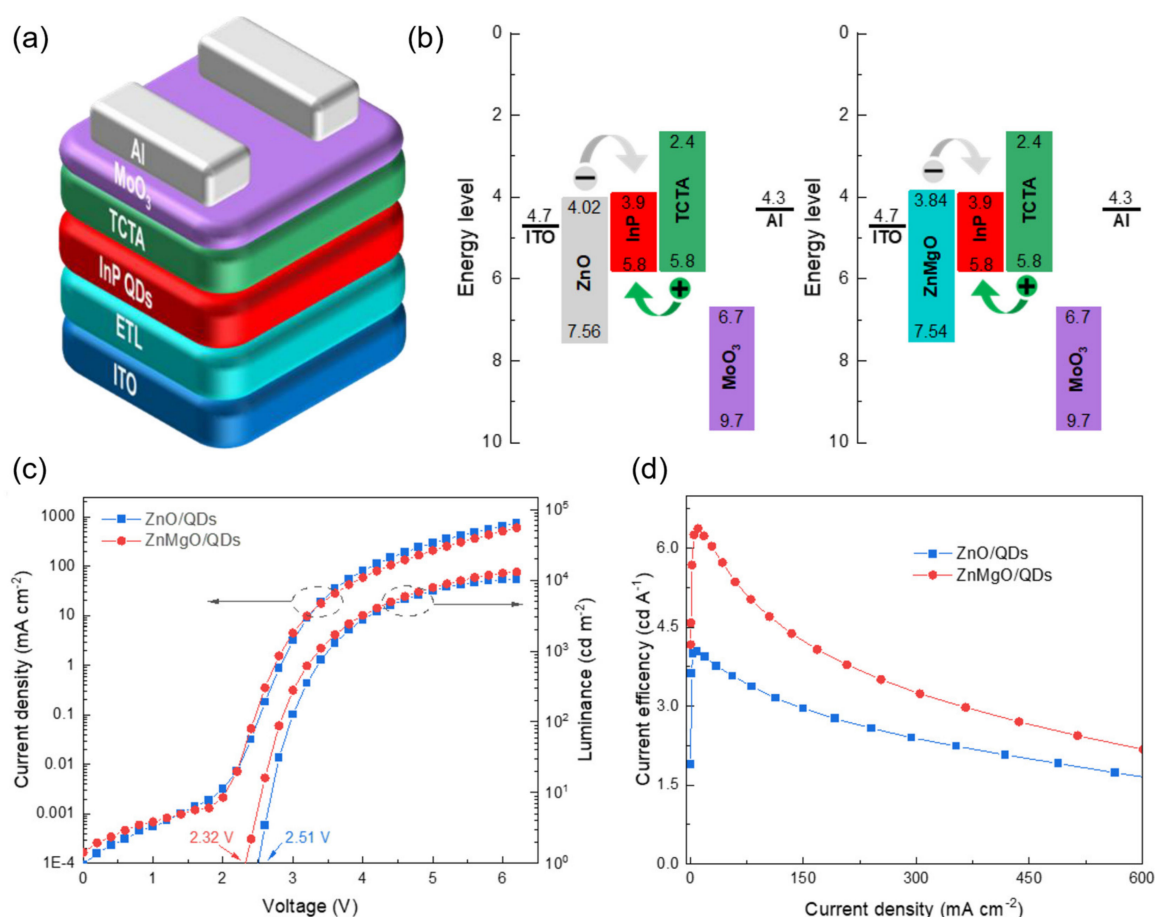 (a)
Al
MoO3
TCTA
InP QDs
ETL
ITO
(b)
Energy level
0
2
4
6
8
10
4.7
ITO
4.02
ZnO
7.56
3.9
InP
5.8
2.4
TCTA
5.8
6.7
MoO3
9.7
4.3
Al
Energy level
0
2
4
6
8
10
4.7
ITO
3.84
ZnMgO
7.54
3.9
InP
5.8
2.4
TCTA
5.8
6.7
MoO3
9.7
4.3
Al
(c)
Current density (mA cm-2)
1000
100
10
1
0.1
0.01
0.001
1E-4
ZnO/QDs
ZnMgO/QDs
2.32 V
2.51 V
0 1 2 3 4 5 6
Voltage (V)
10^5
10^4
10^3
10^2
10^1
10^0
Luminance (cd m-2)
(d)
Current efficency (cd A-1)
6.0
4.5
3.0
1.5
0.0
ZnO/QDs
ZnMgO/QDs
0 150 300 450 600
Current density (mA cm-2)